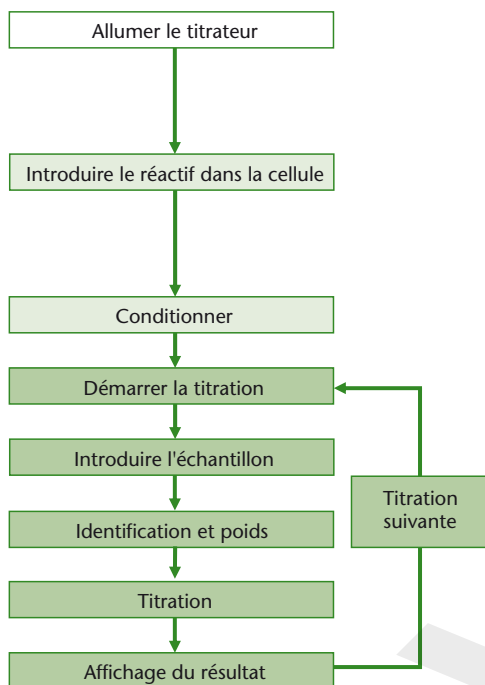 Allumer le titrateur
Introduire le réactif dans la cellule
Conditionner
Démarrer la titration
Introduire l'échantillon
Identification et poids
Titration
Affichage du résultat
Titration
suivante